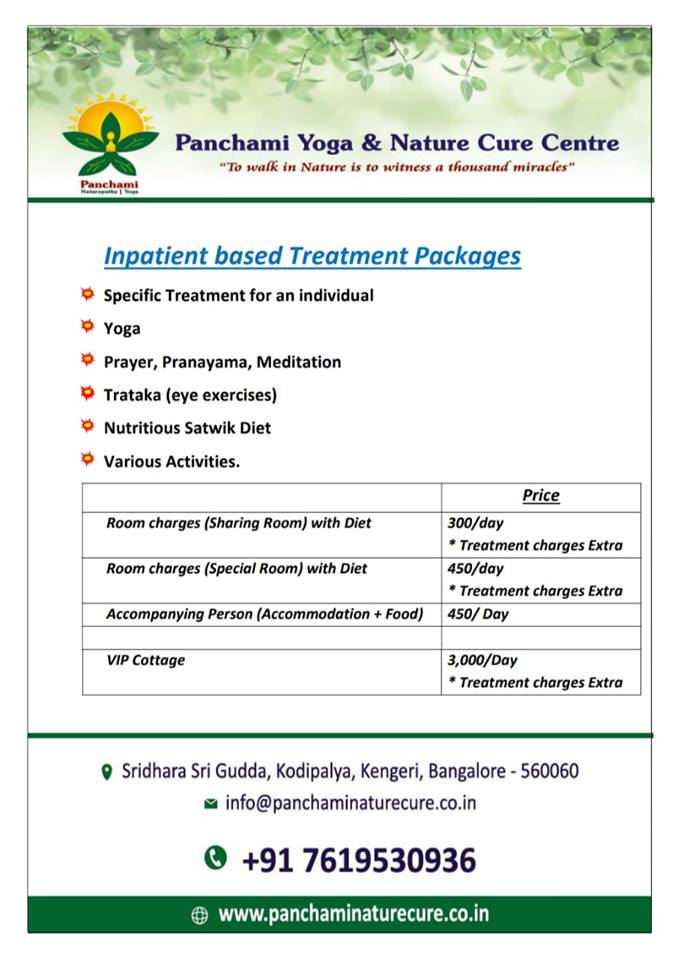 Panchami
Naturopathy | Yoga
Panchami Yoga & Nature Cure Centre
“To walk in Nature is to witness a thousand miracles”
Inpatient based Treatment Packages
Specific Treatment for an individual
Yoga
Prayer, Pranayama, Meditation
Trataka (eye exercises)
Nutritious Satwik Diet
Various Activities.
Price
Room charges (Sharing Room) with Diet 300/day
* Treatment charges Extra
Room charges (Special Room) with Diet 450/day
* Treatment charges Extra
Accompanying Person (Accommodation + Food) 450/ Day
VIP Cottage 3,000/Day
* Treatment charges Extra
Sridhara Sri Gudda, Kodipalya, Kengeri, Bangalore - 560060
info@panchaminaturecure.co.in
+91 7619530936
www.panchaminaturecure.co.in